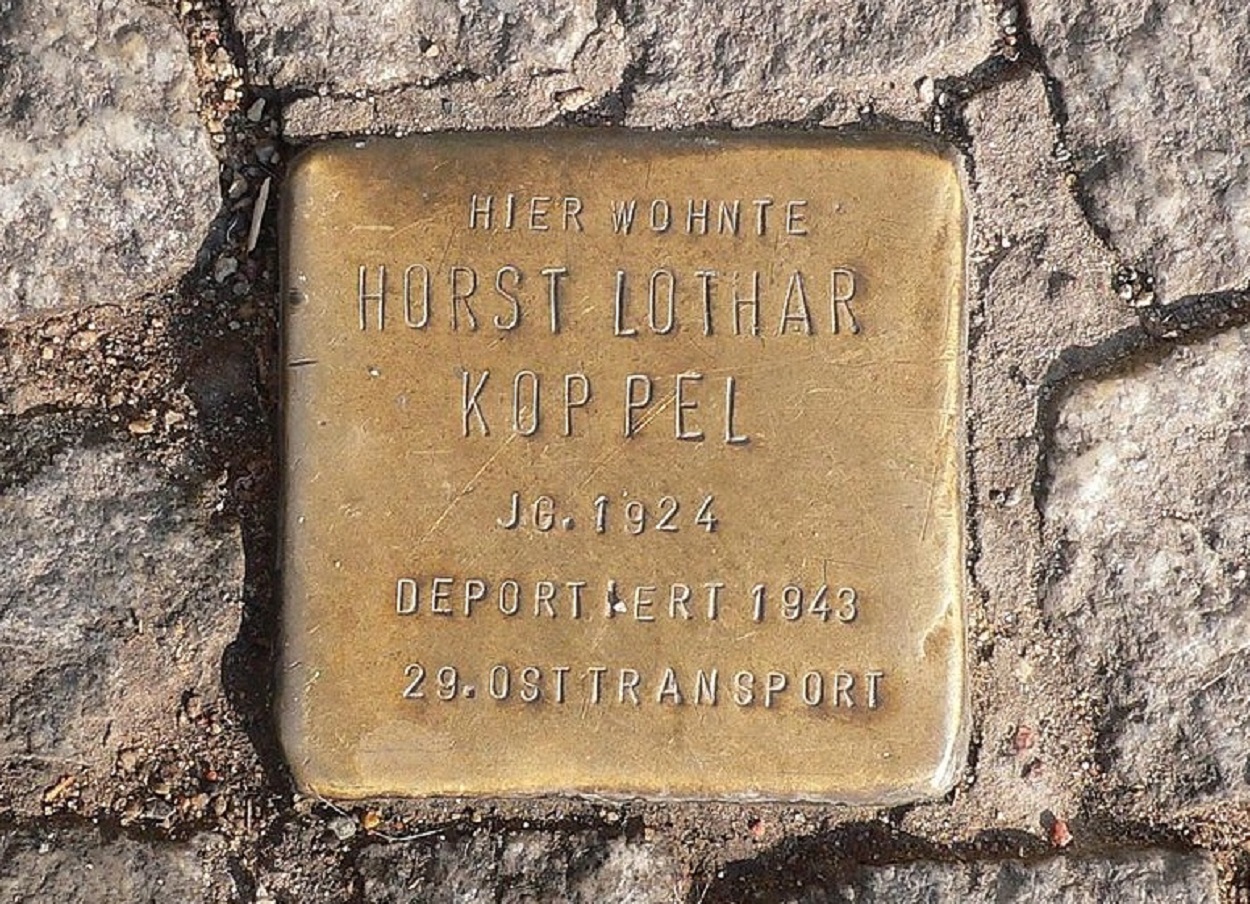 HIER WOHNTE
HORST LOTHAR
KOPPEL
JG. 1924
DEPORTIERT 1943
29. OSTTRANSPORT